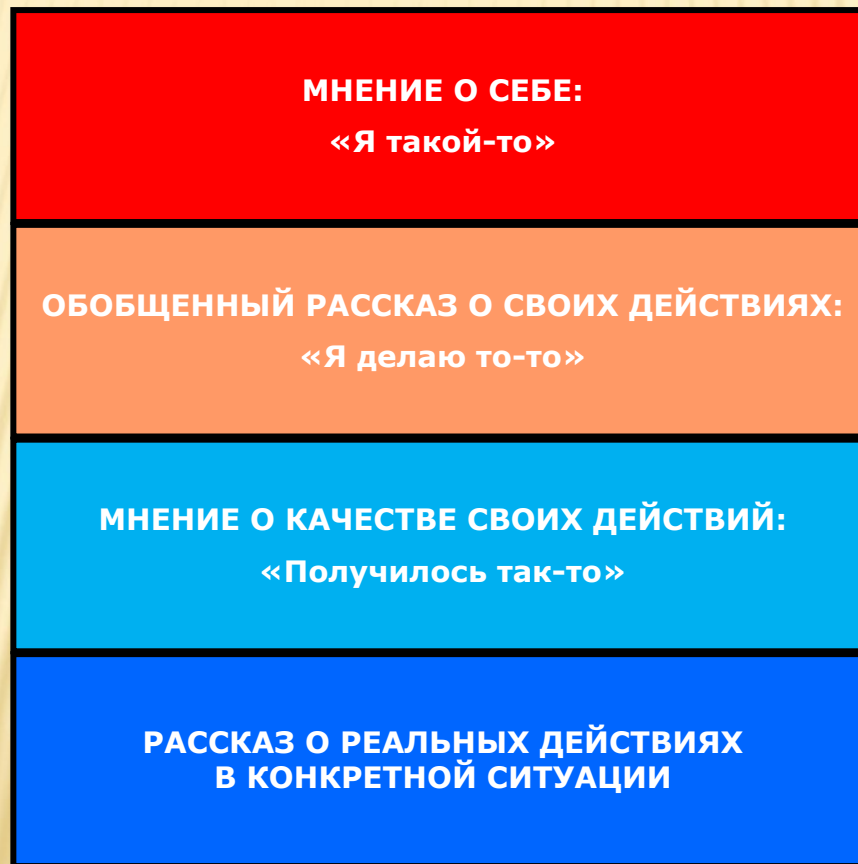 МНЕНИЕ О СЕБЕ:
«Я такой-то»
ОБОБЩЕННЫЙ РАССКАЗ О СВОИХ ДЕЙСТВИЯХ:
«Я делаю то-то»
МНЕНИЕ О КАЧЕСТВЕ СВОИХ ДЕЙСТВИЙ:
«Получилось так-то»
РАССКАЗ О РЕАЛЬНЫХ ДЕЙСТВИЯХ
В КОНКРЕТНОЙ СИТУАЦИИ